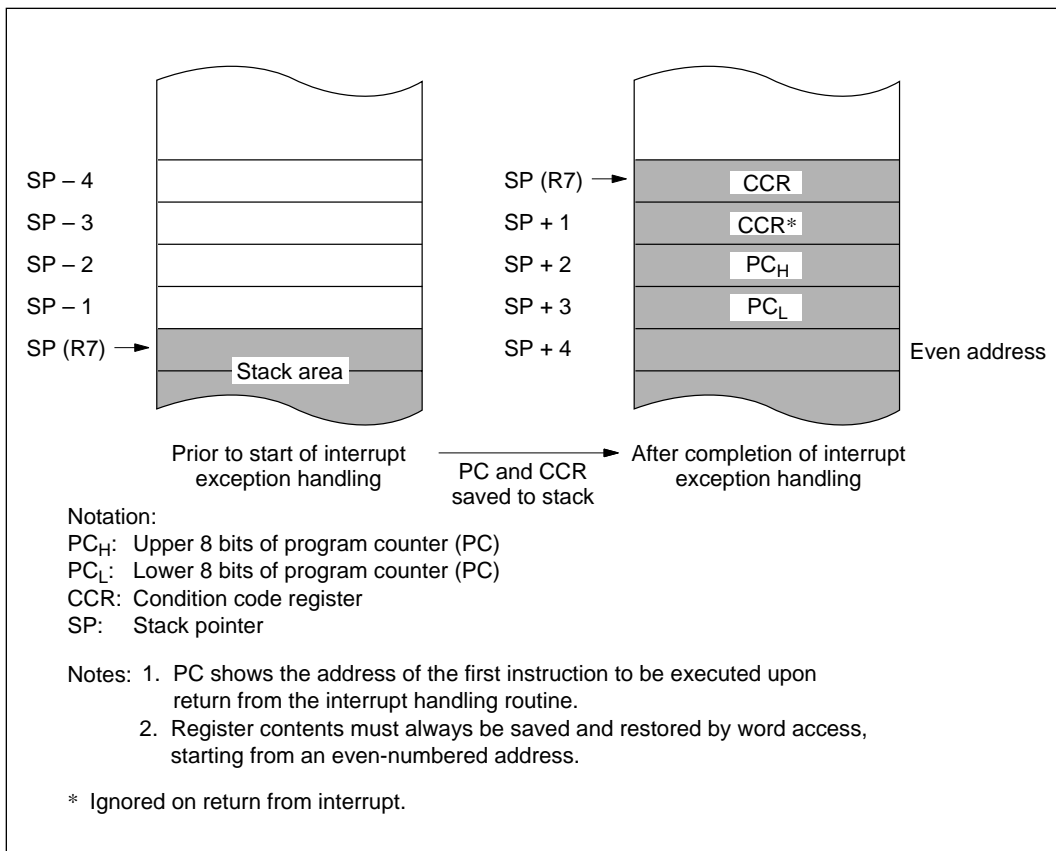 SP – 4
SP – 3
SP – 2
SP – 1
SP (R7)
Stack area
SP (R7)
SP + 1
SP + 2
SP + 3
SP + 4
CCR
CCR*
PCH
PCL
Even address
Prior to start of interrupt
exception handling
PC and CCR
saved to stack
After completion of interrupt
exception handling
Notation:
PCH: Upper 8 bits of program counter (PC)
PCL: Lower 8 bits of program counter (PC)
CCR: Condition code register
SP: Stack pointer
Notes: 1. PC shows the address of the first instruction to be executed upon
return from the interrupt handling routine.
2. Register contents must always be saved and restored by word access,
starting from an even-numbered address.
* Ignored on return from interrupt.